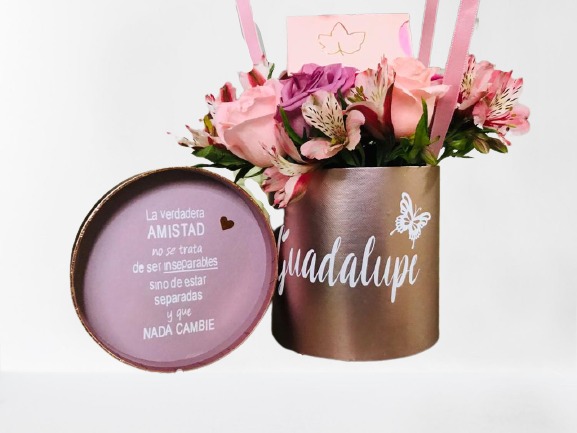 La verdadera
AMISTAD
no se trata
de ser inseparables
sino de estar
separadas
y que
NADA CAMBIE
Guadalupe